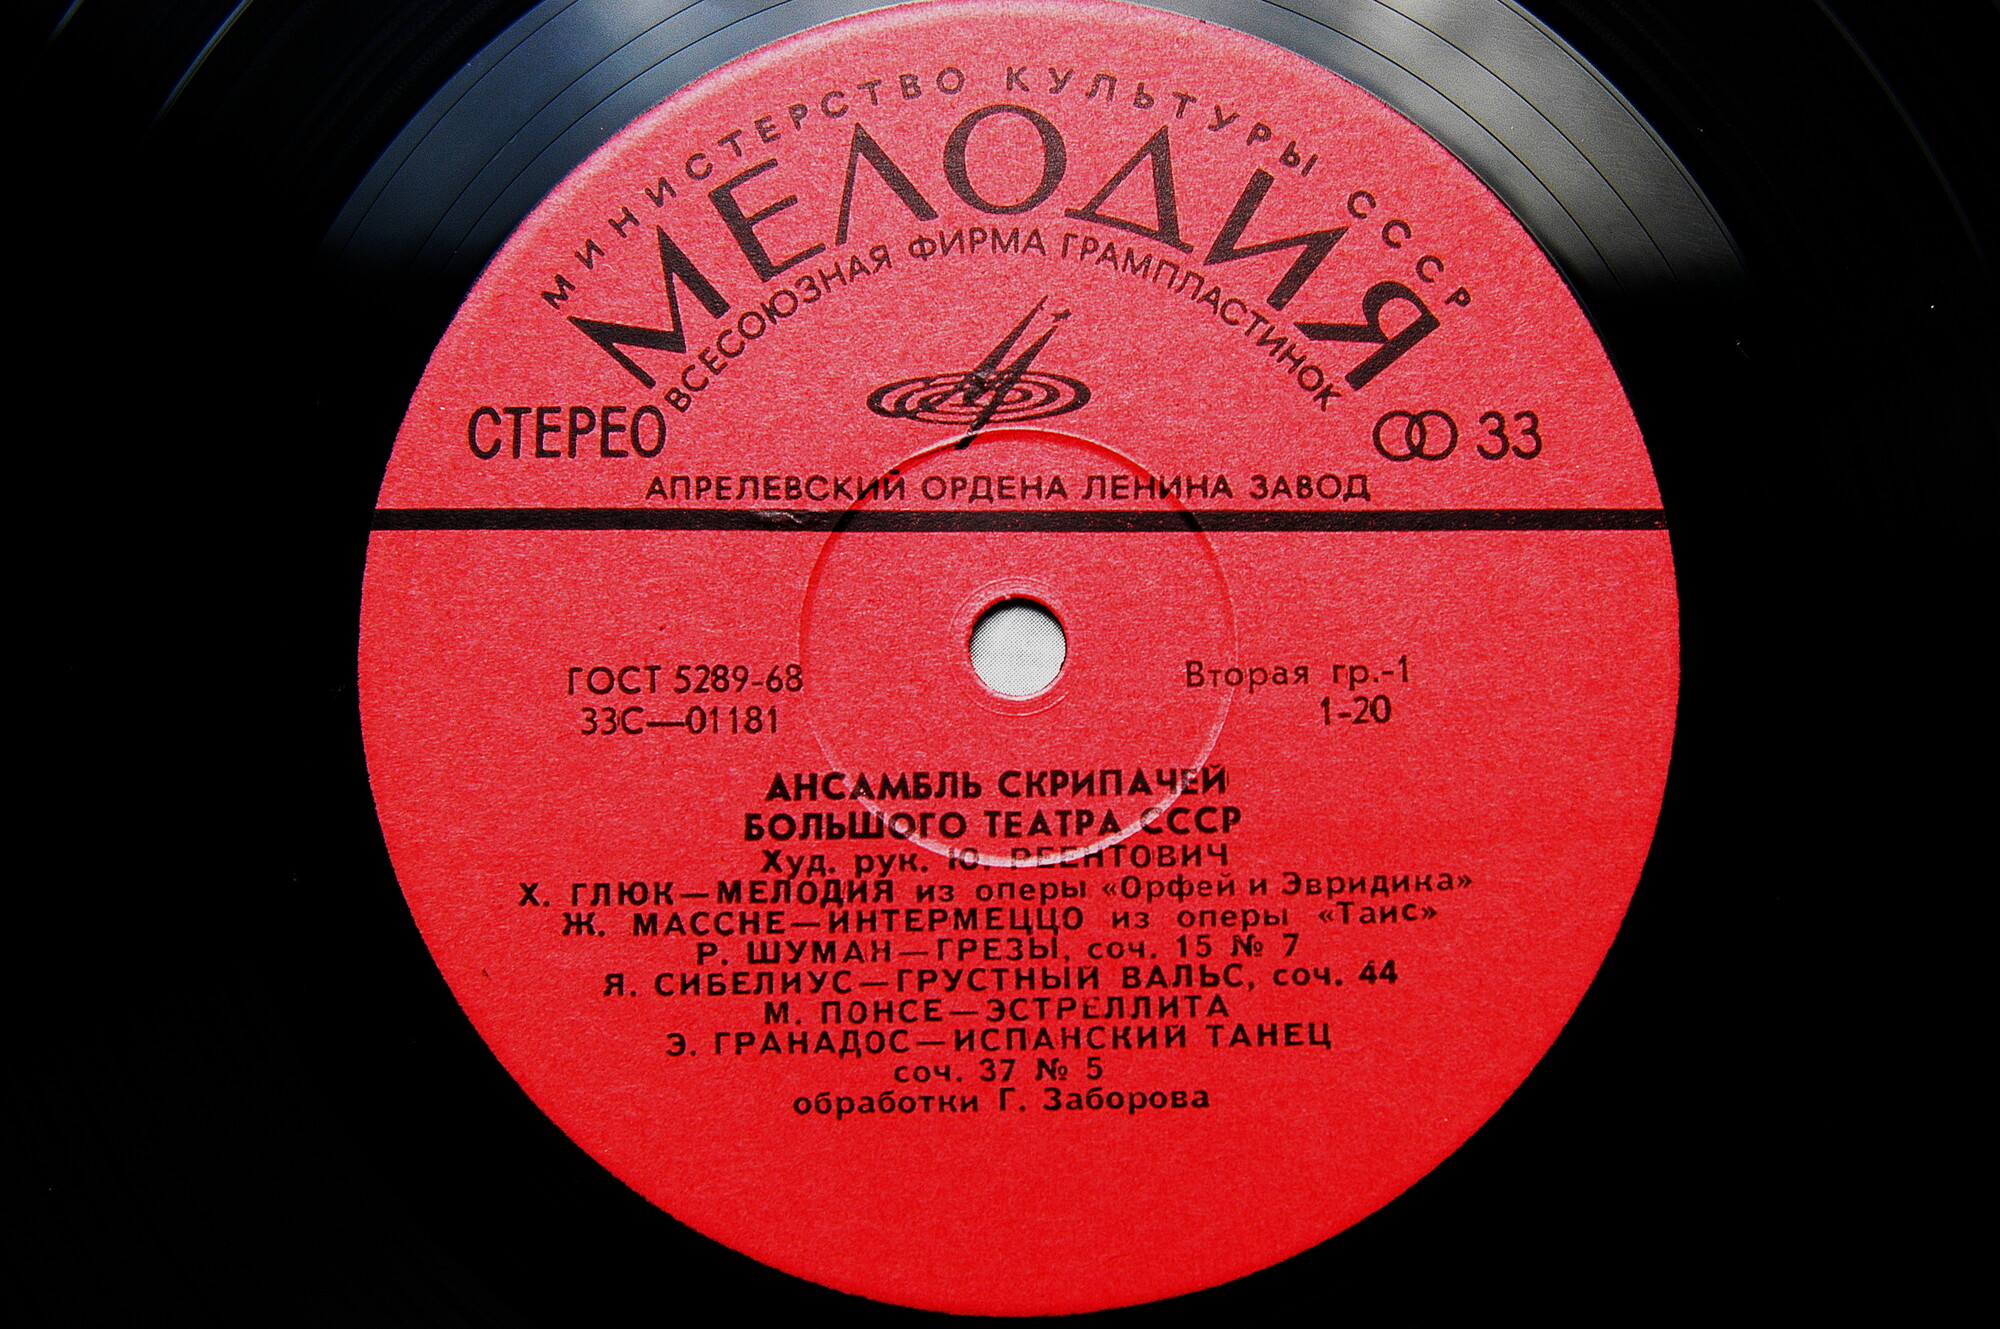 МИНИСТЕРСТВО КУЛЬТУРЫ СССР
МЕЛОДИЯ
ВСЕСОЮЗНАЯ ФИРМА ГРАМПЛАСТИНОК
СТЕРЕО
33
АПРЕЛЕВСКИЙ ОРДЕНА ЛЕНИНА ЗАВОД
ГОСТ 5289-68
33С—01181
Вторая гр.-1
1-20
АНСАМБЛЬ СКРИПАЧЕЙ
БОЛЬШОГО ТЕАТРА СССР
Худ. рук. Ю. РЕЕНТОВИЧ
Х. ГЛЮК—МЕЛОДИЯ из оперы «Орфей и Эвридика»
Ж. МАССНЕ—ИНТЕРМЕЦЦО из оперы «Таис»
Р. ШУМАН—ГРЕЗЫ, соч. 15 № 7
Я. СИБЕЛИУС—ГРУСТНЫЙ ВАЛЬС, соч. 44
М. ПОНСЕ—ЭСТРЕЛЛИТА
Э. ГРАНАДОС—ИСПАНСКИЙ ТАНЕЦ
соч. 37 № 5
обработки Г. Заборова